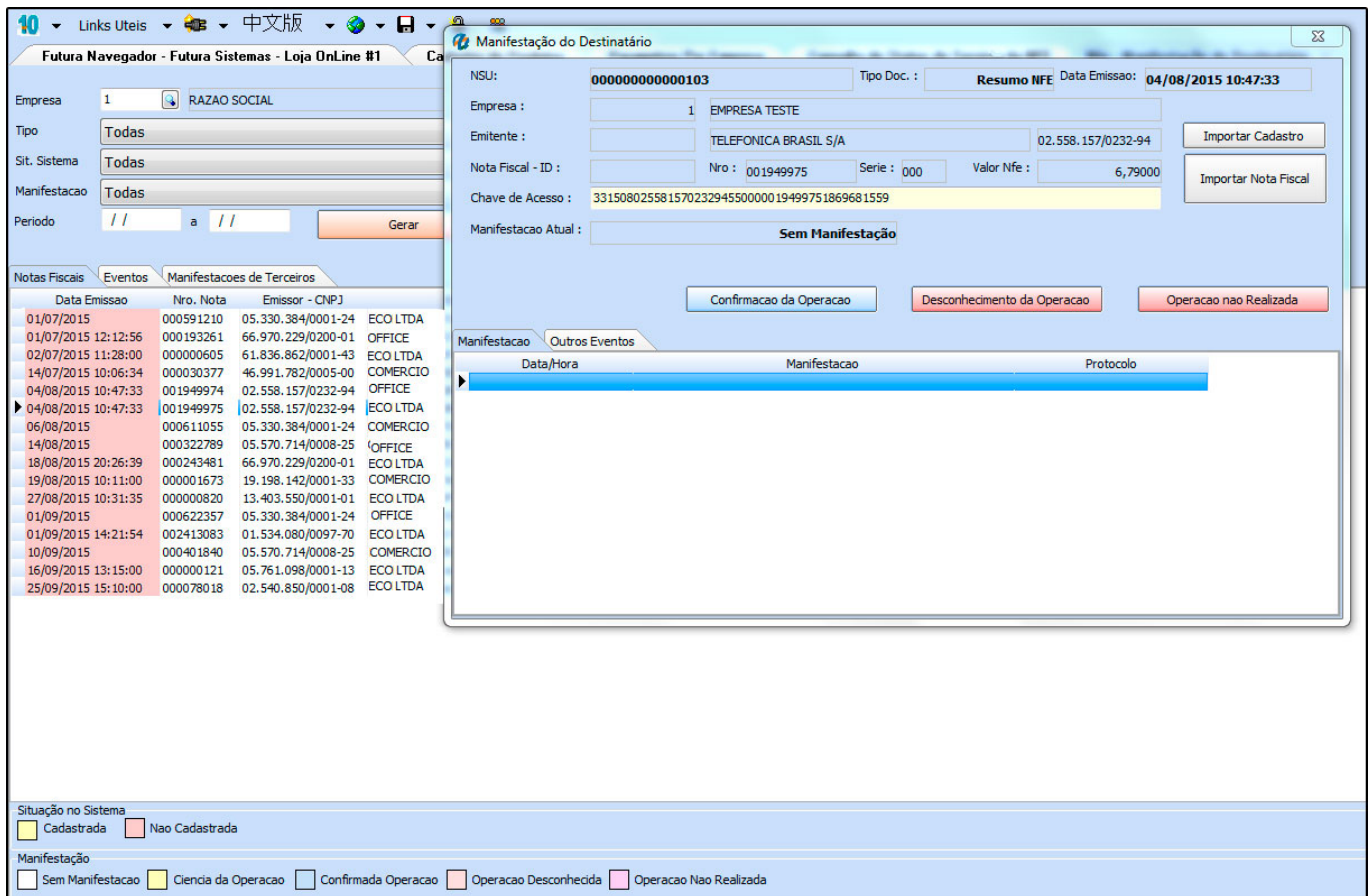 10 Links Uteis 中文版
Futura Navegador - Futura Sistemas - Loja OnLine #1 Ca
Empresa 1 RAZAO SOCIAL
Tipo Todas
Sit. Sistema Todas
Manifestacao Todas
Periodo / / a / / Gerar
Notas Fiscais Eventos Manifestacoes de Terceiros
Data Emissao Nro. Nota Emissor - CNPJ
01/07/2015 000591210 05.330.384/0001-24 ECO LTDA
01/07/2015 12:12:56 000193261 66.970.229/0200-01 OFFICE
02/07/2015 11:28:00 000000605 61.836.862/0001-43 ECO LTDA
14/07/2015 10:06:34 000030377 46.991.782/0005-00 COMERCIO
04/08/2015 10:47:33 001949974 02.558.157/0232-94 OFFICE
04/08/2015 10:47:33 001949975 02.558.157/0232-94 ECO LTDA
06/08/2015 000611055 05.330.384/0001-24 COMERCIO
14/08/2015 000322789 05.570.714/0008-25 OFFICE
18/08/2015 20:26:39 000243481 66.970.229/0200-01 ECO LTDA
19/08/2015 10:11:00 000001673 19.198.142/0001-33 COMERCIO
27/08/2015 10:31:35 000000820 13.403.550/0001-01 ECO LTDA
01/09/2015 000622357 05.330.384/0001-24 OFFICE
01/09/2015 14:21:54 002413083 01.534.080/0097-70 ECO LTDA
10/09/2015 000401840 05.570.714/0008-25 COMERCIO
16/09/2015 13:15:00 000000121 05.761.098/0001-13 ECO LTDA
25/09/2015 15:10:00 000078018 02.540.850/0001-08 ECO LTDA
Manifestação do Destinatário
NSU: 000000000000103 Tipo Doc. : Resumo NFE Data Emissao: 04/08/2015 10:47:33
Empresa : 1 EMPRESA TESTE
Emitente : TELEFONICA BRASIL S/A 02.558.157/0232-94 Importar Cadastro
Nota Fiscal - ID : Nro : 001949975 Serie : 000 Valor Nfe : 6,79000 Importar Nota Fiscal
Chave de Acesso : 33150802558157023294550000019499751869681559
Manifestacao Atual : Sem Manifestação
Confirmacao da Operacao Desconhecimento da Operacao Operacao nao Realizada
Manifestacao Outros Eventos
Data/Hora Manifestacao Protocolo
Situação no Sistema
Cadastrada Nao Cadastrada
Manifestação
Sem Manifestacao Ciencia da Operacao Confirmada Operacao Operacao Desconhecida Operacao Nao Realizada